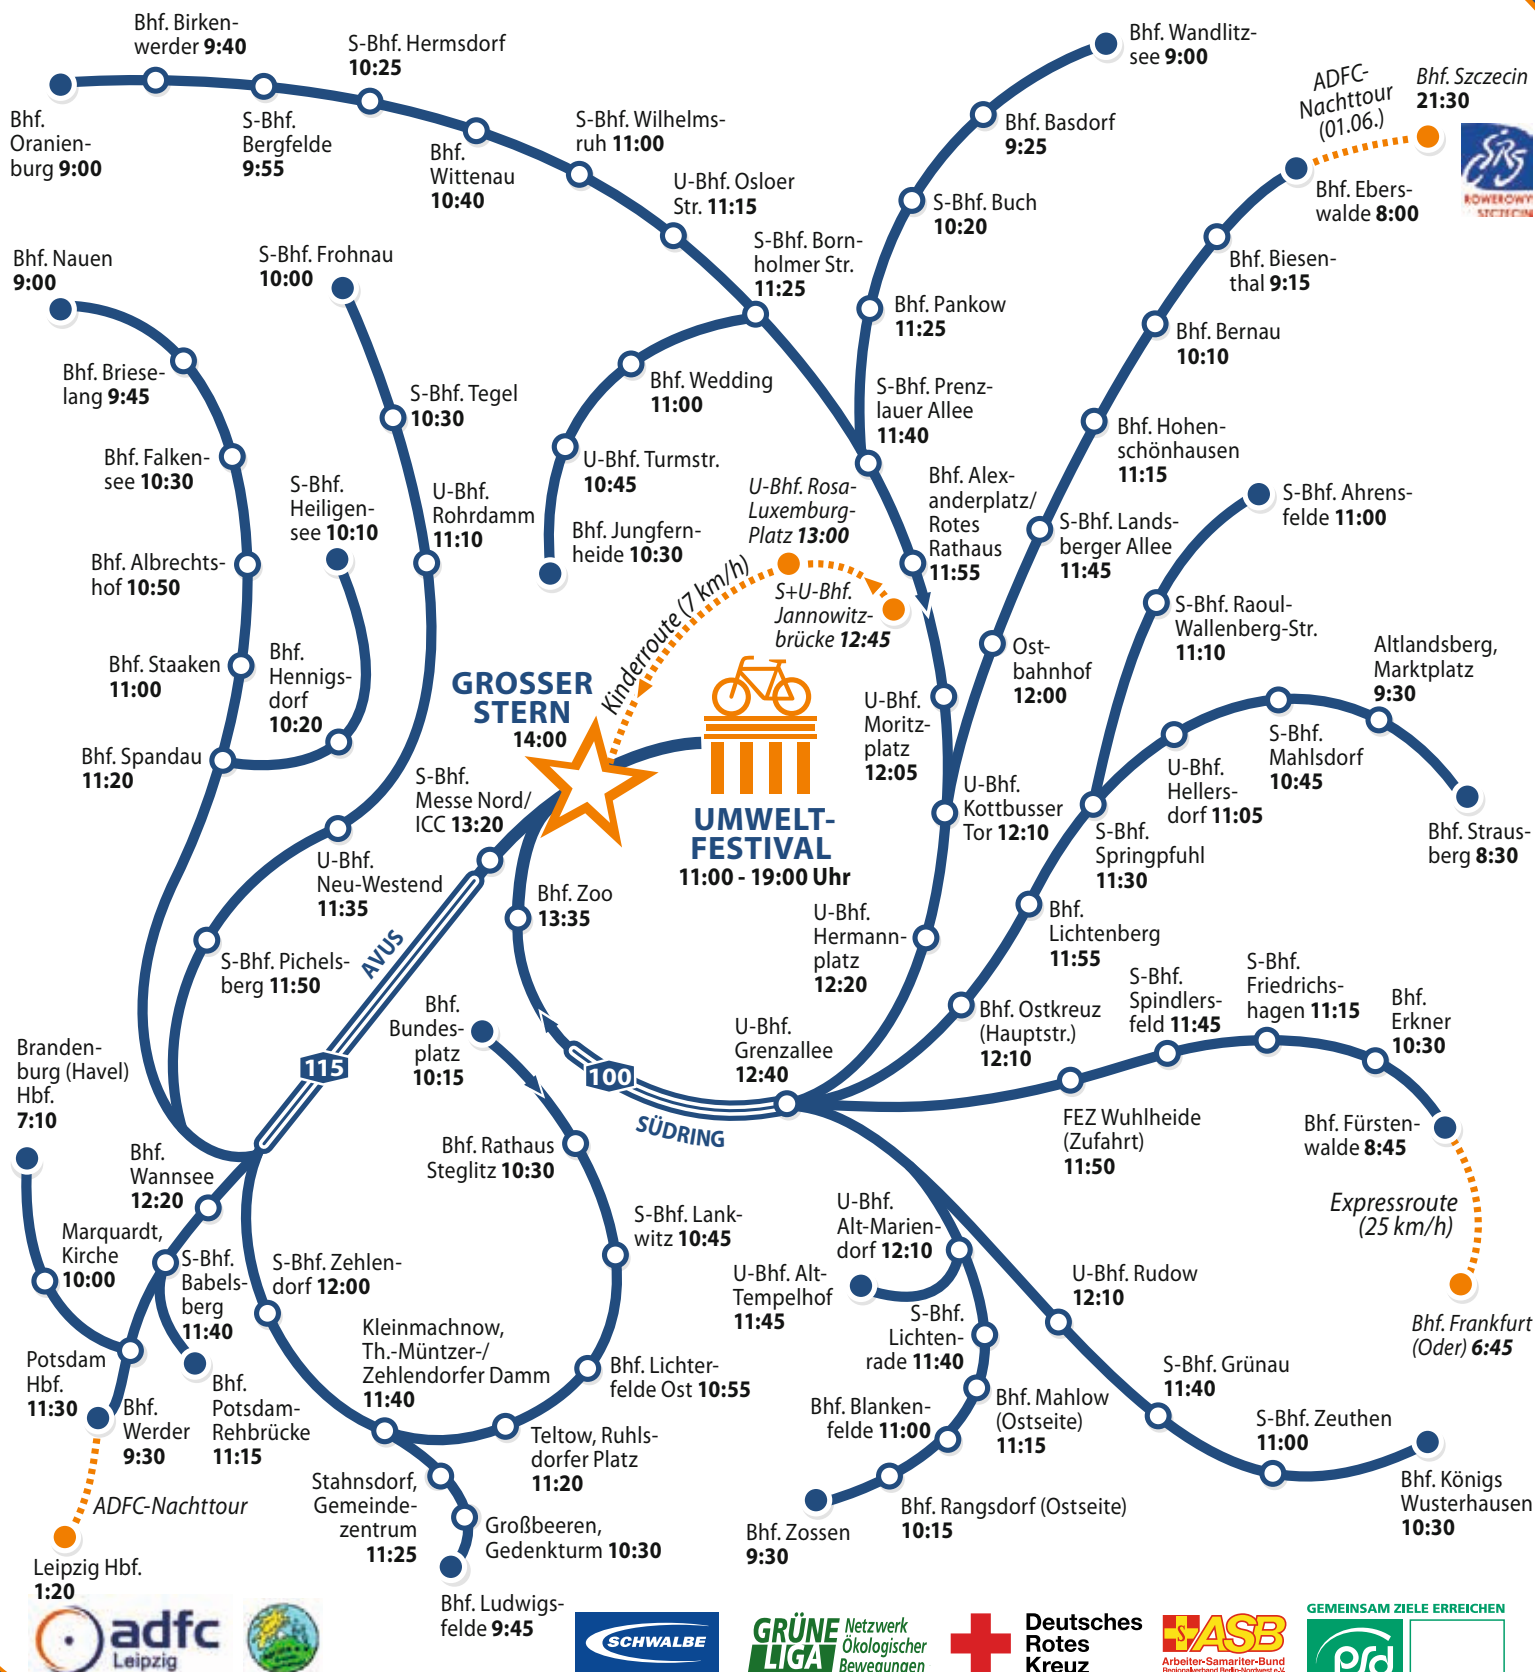 Bhf. Birken-
werder 9:40
S-Bhf. Hermsdorf
10:25
Bhf.
Oranien-
burg 9:00
S-Bhf.
Bergfelde
9:55
Bhf.
Wittenau
10:40
S-Bhf. Wilhelms-
ruh 11:00
U-Bhf. Osloer
Str. 11:15
S-Bhf. Born-
holmer Str.
11:25
Bhf. Wandlitz-
see 9:00
Bhf. Basdorf
9:25
S-Bhf. Buch
10:20
Bhf. Pankow
11:25
S-Bhf. Prenz-
lauer Allee
11:40
ADFC-
Nachttour
(01.06.)
Bhf. Szczecin
21:30
SRS
ROWEROWY
SZCZECIN
Bhf. Ebers-
walde 8:00
Bhf. Biesen-
thal 9:15
Bhf. Bernau
10:10
Bhf. Hohen-
schönhausen
11:15
S-Bhf. Lands-
berger Allee
11:45
Ost-
bahnhof
12:00
Bhf. Nauen
9:00
Bhf. Briese-
lang 9:45
Bhf. Falken-
see 10:30
Bhf. Albrechts-
hof 10:50
Bhf. Staaken
11:00
Bhf. Spandau
11:20
S-Bhf. Frohnau
10:00
S-Bhf. Tegel
10:30
U-Bhf.
Rohrdamm
11:10
S-Bhf.
Heiligen-
see 10:10
Bhf.
Hennigs-
dorf
10:20
Bhf. Wedding
11:00
U-Bhf. Turmstr.
10:45
Bhf. Jungfern-
heide 10:30
U-Bhf. Rosa-
Luxemburg-
Platz 13:00
S+U-Bhf.
Jannowitz-
brücke 12:45
Kinderroute (7 km/h)
Bhf. Alex-
anderplatz/
Rotes
Rathaus
11:55
U-Bhf.
Moritz-
platz
12:05
U-Bhf.
Kottbusser
Tor 12:10
U-Bhf.
Hermann-
platz
12:20
U-Bhf.
Grenzallee
12:40
S-Bhf. Ahrens-
felde 11:00
S-Bhf. Raoul-
Wallenberg-Str.
11:10
Altlandsberg,
Marktplatz
9:30
S-Bhf.
Mahlsdorf
10:45
U-Bhf.
Hellers-
dorf 11:05
Bhf. Straus-
berg 8:30
S-Bhf.
Springpfuhl
11:30
Bhf.
Lichtenberg
11:55
Bhf. Ostkreuz
(Hauptstr.)
12:10
GROSSER
STERN
14:00
UMWELT-
FESTIVAL
11:00 - 19:00 Uhr
S-Bhf.
Messe Nord/
ICC 13:20
Bhf. Zoo
13:35
U-Bhf.
Neu-Westend
11:35
S-Bhf. Pichels-
berg 11:50
AVUS
115
100
SÜDRING
Bhf.
Bundes-
platz
10:15
Bhf. Rathaus
Steglitz 10:30
S-Bhf. Lank-
witz 10:45
Bhf. Lichter-
felde Ost 10:55
Teltow, Ruhls-
dorfer Platz
11:20
Kleinmachnow,
Th.-Müntzer-/
Zehlendorfer Damm
11:40
S-Bhf. Zehlen-
dorf 12:00
Stahnsdorf,
Gemeinde-
zentrum
11:25
Großbeeren,
Gedenkturm 10:30
Bhf. Ludwigs-
felde 9:45
Branden-
burg (Havel)
Hbf.
7:10
Marquardt,
Kirche
10:00
Bhf.
Wannsee
12:20
S-Bhf.
Babels-
berg
11:40
Potsdam
Hbf.
11:30
Bhf.
Werder
9:30
Bhf.
Potsdam-
Rehbrücke
11:15
ADFC-Nachttour
Leipzig Hbf.
1:20
S-Bhf.
Spindlers-
feld 11:45
S-Bhf.
Friedrichs-
hagen 11:15
Bhf.
Erkner
10:30
FEZ Wuhlheide
(Zufahrt)
11:50
Bhf. Fürsten-
walde 8:45
Expressroute
(25 km/h)
Bhf. Frankfurt
(Oder) 6:45
U-Bhf.
Alt-Marien-
dorf 12:10
U-Bhf. Alt-
Tempelhof
11:45
S-Bhf.
Lichten-
rade 11:40
Bhf. Mahlow
(Ostseite)
11:15
Bhf. Blanken-
felde 11:00
Bhf. Rangsdorf (Ostseite)
10:15
Bhf. Zossen
9:30
U-Bhf. Rudow
12:10
S-Bhf. Grünau
11:40
S-Bhf. Zeuthen
11:00
Bhf. Königs
Wusterhausen
10:30
adfc
Leipzig
SCHWALBE
GRÜNE
LIGA
Netzwerk
Ökologischer
Bewegungen
Deutsches
Rotes
Kreuz
ASB
Arbeiter-Samariter-Bund
Regionalverband Berlin-Nordwest e.V.
GEMEINSAM ZIELE ERREICHEN
psd